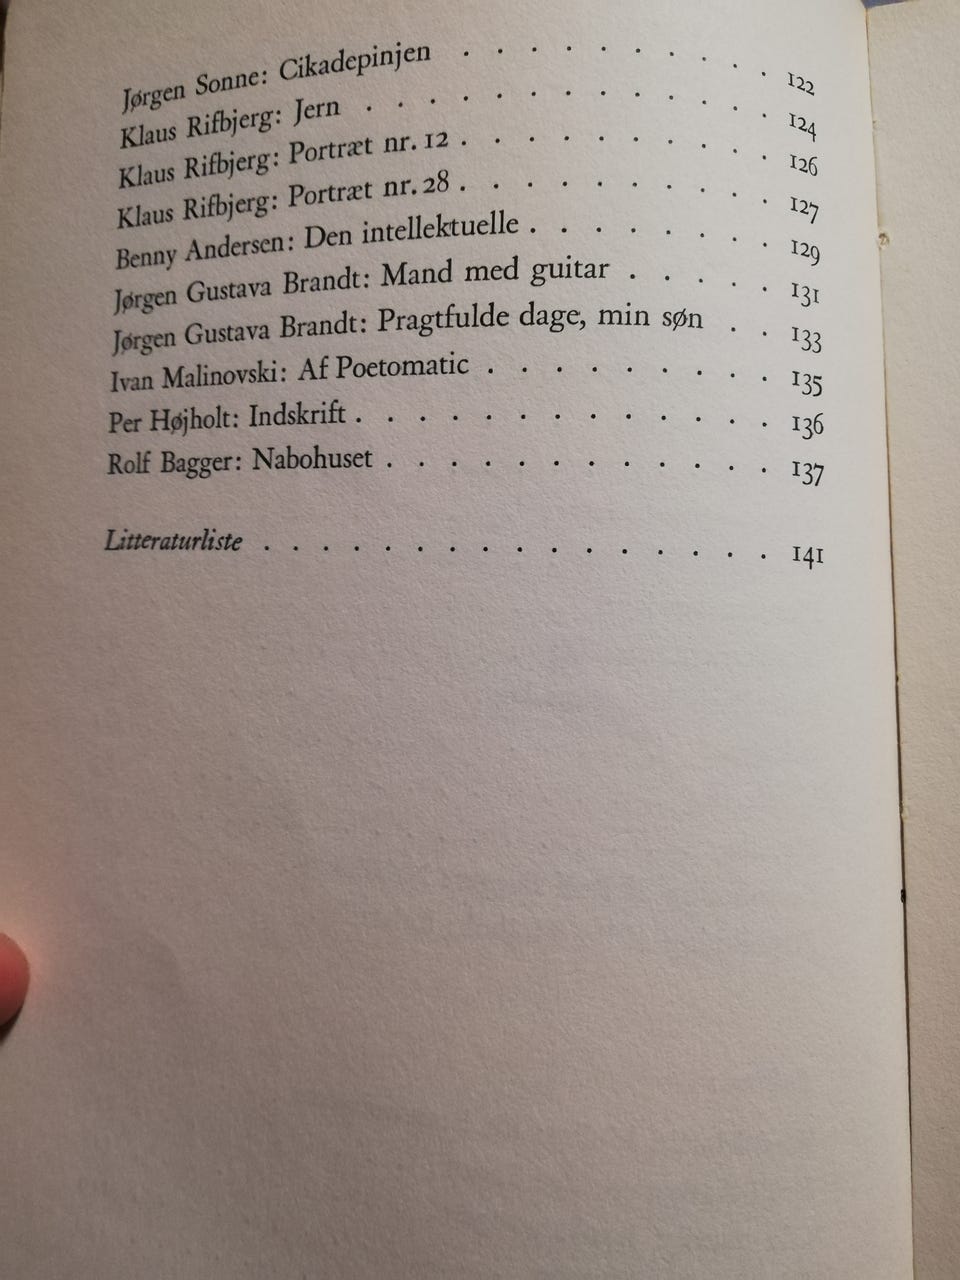 Jørgen Sonne: Cikadepinjen . . . . . . . . . . 122
Klaus Rifbjerg: Jern . . . . . . . . . . . . . 124
Klaus Rifbjerg: Portræt nr. 12 . . . . . . . . . . 126
Klaus Rifbjerg: Portræt nr. 28 . . . . . . . . . . 127
Benny Andersen: Den intellektuelle . . . . . . . . 129
Jørgen Gustava Brandt: Mand med guitar . . . . . 131
Jørgen Gustava Brandt: Pragtfulde dage, min søn . . 133
Ivan Malinovski: Af Poetomatic . . . . . . . . . 135
Per Højholt: Indskrift . . . . . . . . . . . . . 136
Rolf Bagger: Nabohuset . . . . . . . . . . . . 137
Litteraturliste . . . . . . . . . . . . . . . . 141